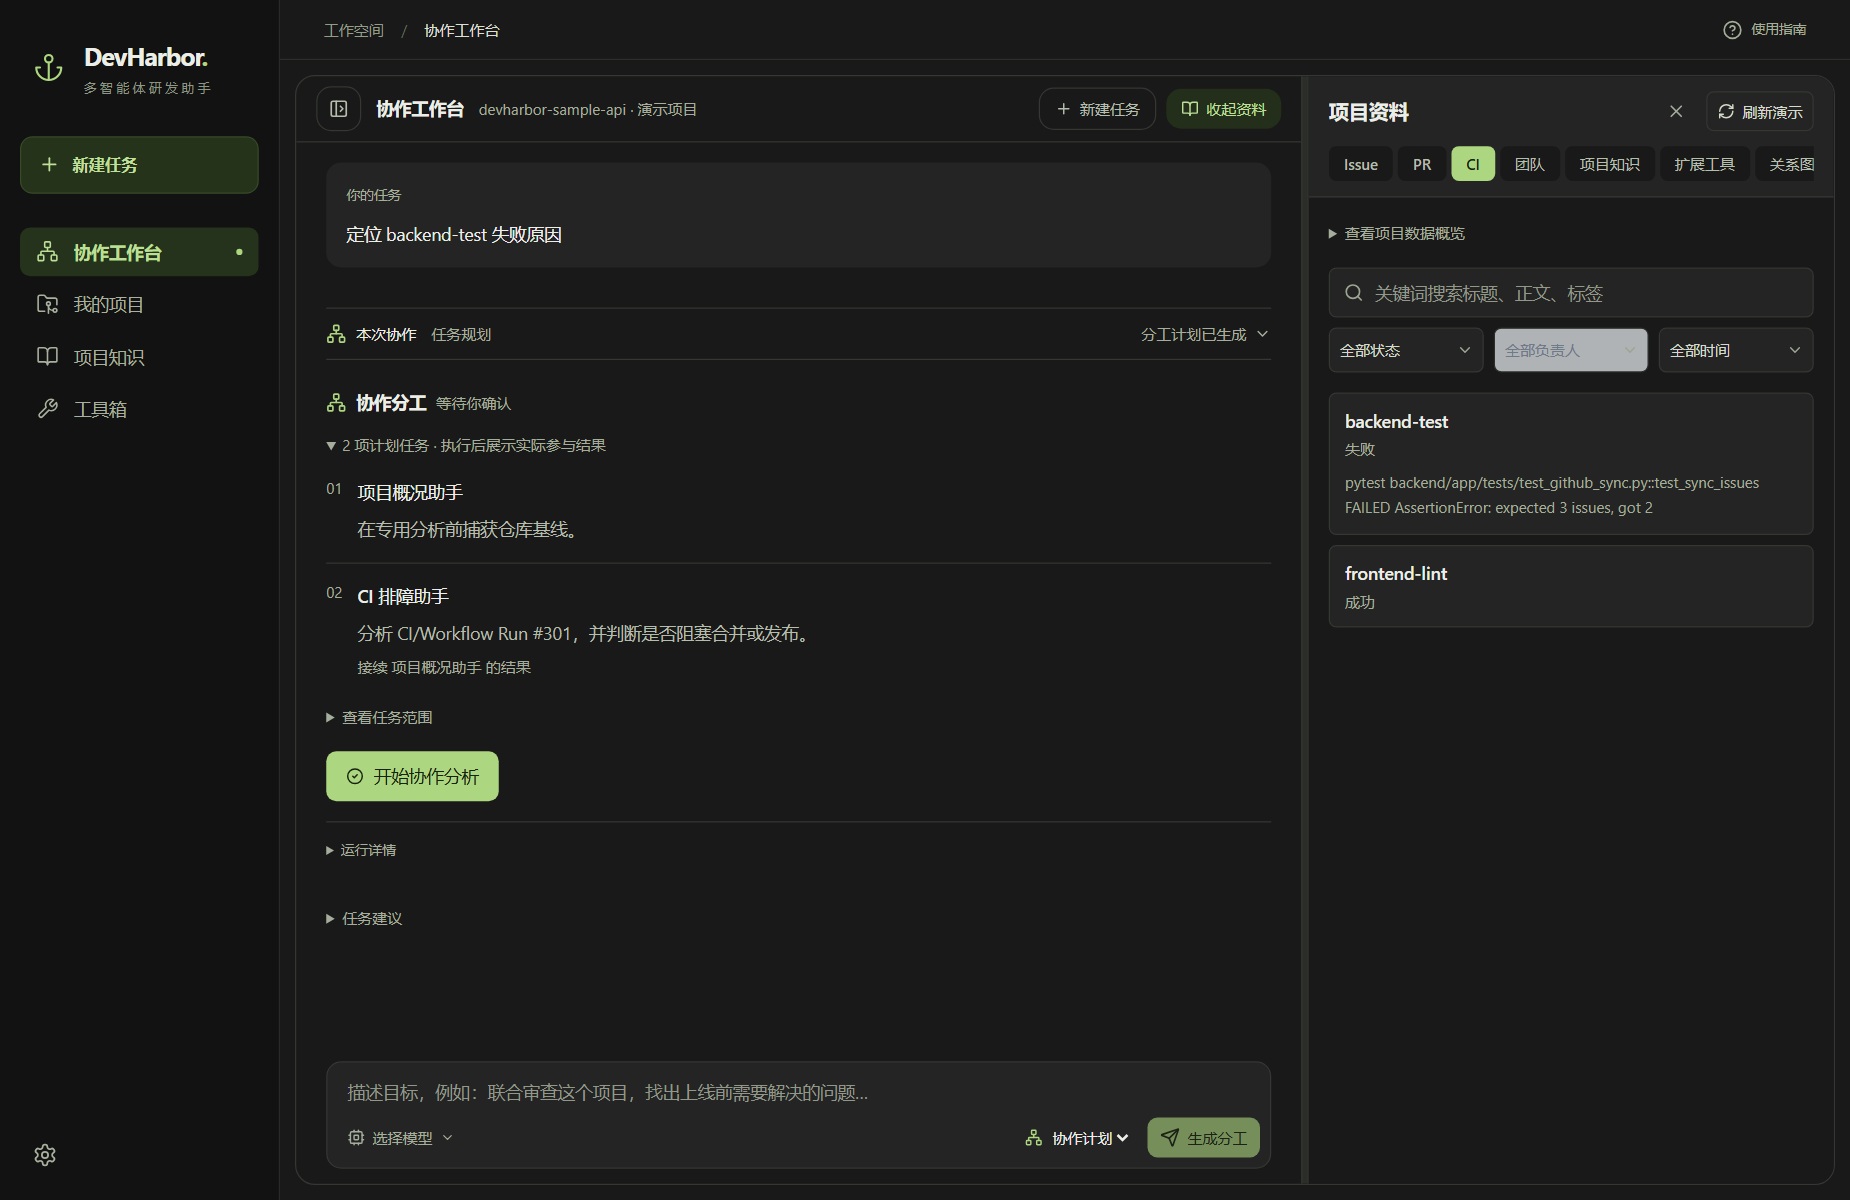 DevHarbor.
多智能体研发助手
新建任务
协作工作台
我的项目
项目知识
工具箱
工作空间 / 协作工作台
使用指南
协作工作台 devharbor-sample-api · 演示项目
新建任务
收起资料
你的任务
定位 backend-test 失败原因
本次协作 任务规划
分工计划已生成
协作分工 等待你确认
2 项计划任务 · 执行后展示实际参与结果
01 项目概况助手
在专用分析前捕获仓库基线。
02 CI 排障助手
分析 CI/Workflow Run #301，并判断是否阻塞合并或发布。
接续 项目概况助手 的结果
查看任务范围
开始协作分析
运行详情
任务建议
描述目标，例如：联合审查这个项目，找出上线前需要解决的问题...
选择模型
协作计划
生成分工
项目资料
刷新演示
Issue PR CI 团队 项目知识 扩展工具 关系图
查看项目数据概览
关键词搜索标题、正文、标签
全部状态 全部负责人 全部时间
backend-test
失败
pytest backend/app/tests/test_github_sync.py::test_sync_issues
FAILED AssertionError: expected 3 issues, got 2
frontend-lint
成功